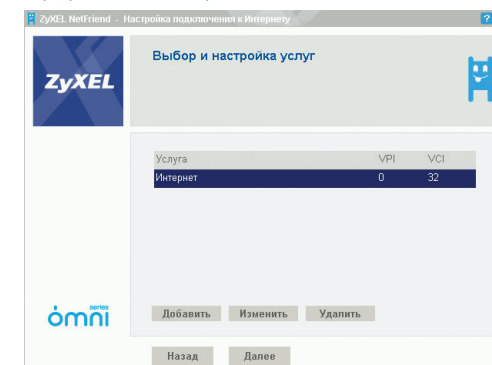 ZyXEL NetFriend - Настройка подключения к Интернету
?
ZyXEL
Выбор и настройка услуг
Услуга VPI VCI
Интернет 0 32
omni series
Добавить Изменить Удалить
Назад Далее